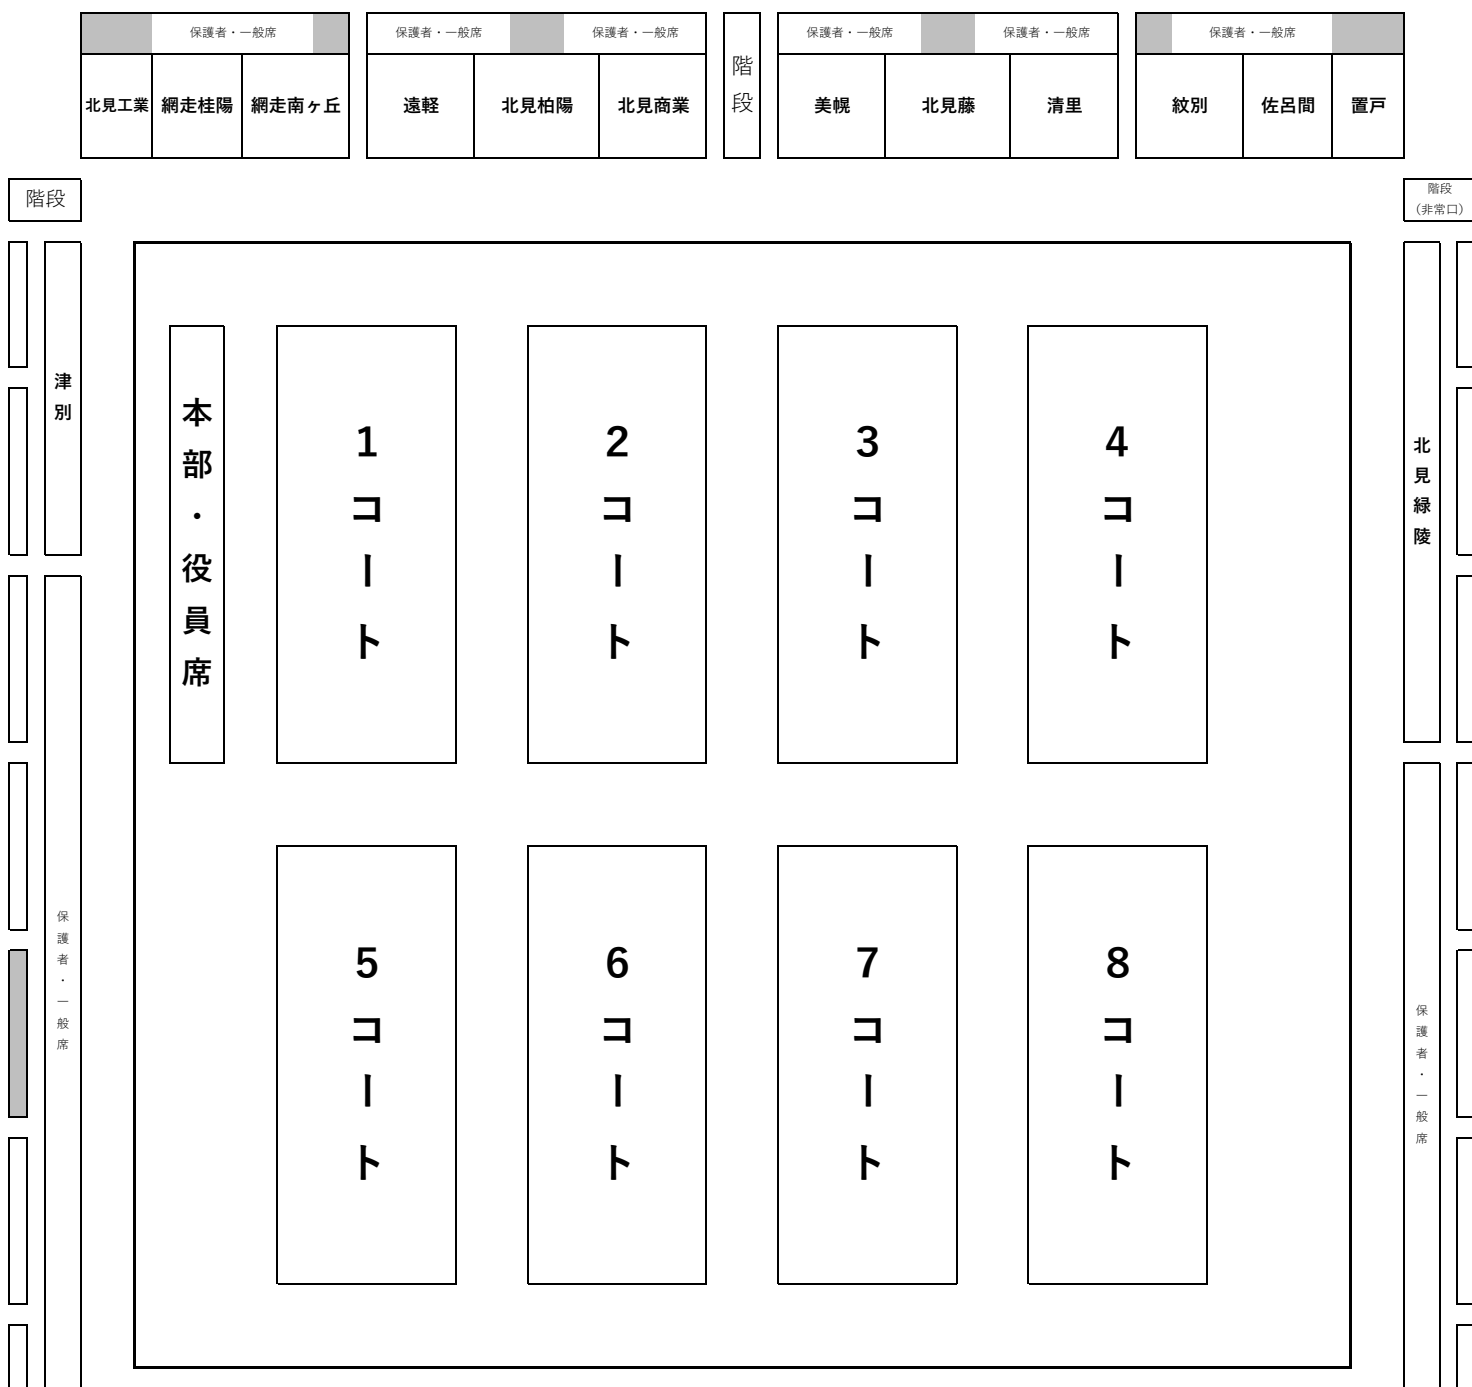 保護者・一般席
保護者・一般席
保護者・一般席
保護者・一般席
保護者・一般席
保護者・一般席
北見工業
網走桂陽
網走南ヶ丘
遠軽
北見柏陽
北見商業
階段
美幌
北見藤
清里
紋別
佐呂間
置戸
階段
階段
（非常口）
津別
本部・役員席
1コート
2コート
3コート
4コート
北見緑陵
保護者・一般席
5コート
6コート
7コート
8コート
保護者・一般席